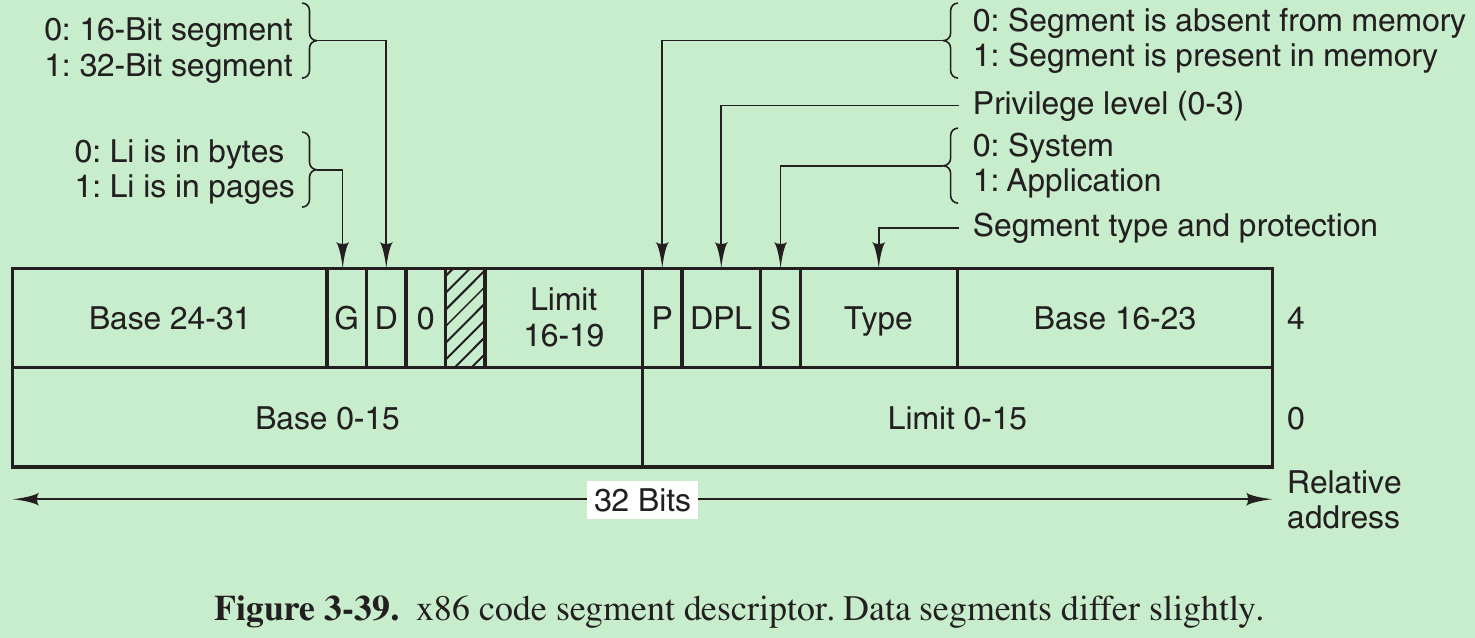 0: 16-Bit segment
1: 32-Bit segment
0: Li is in bytes
1: Li is in pages
0: Segment is absent from memory
1: Segment is present in memory
Privilege level (0-3)
0: System
1: Application
Segment type and protection
Base 24-31
G
D
0
Limit
16-19
P
DPL
S
Type
Base 16-23
4
Base 0-15
Limit 0-15
0
32 Bits
Relative
address
Figure 3-39. x86 code segment descriptor. Data segments differ slightly.